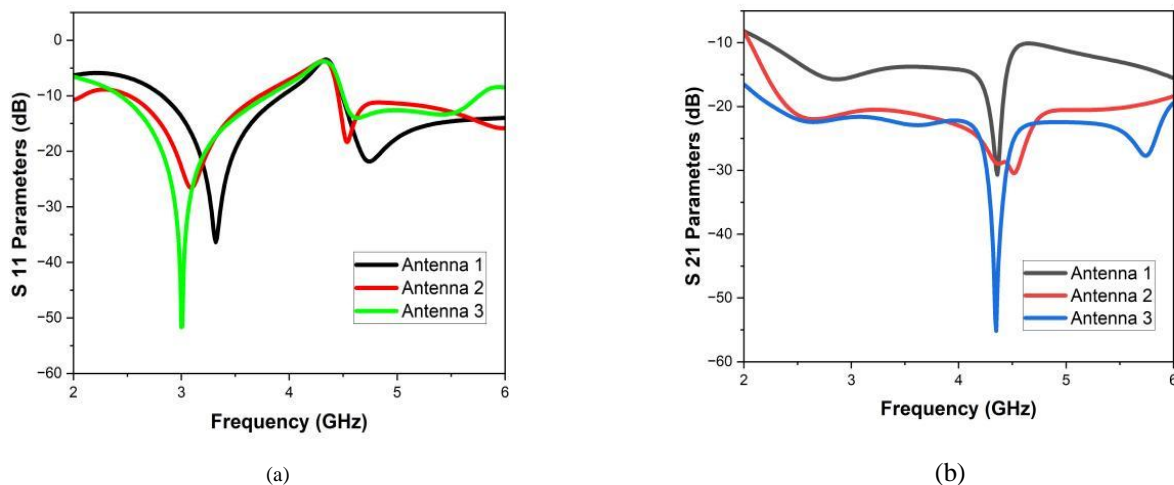 0
−10
−20
−30
−40
−50
−60
S 11 Parameters (dB)
2
3
4
5
6
Frequency (GHz)
Antenna 1
Antenna 2
Antenna 3
(a)
−10
−20
−30
−40
−50
−60
S 21 Parameters (dB)
2
3
4
5
6
Frequency (GHz)
Antenna 1
Antenna 2
Antenna 3
(b)